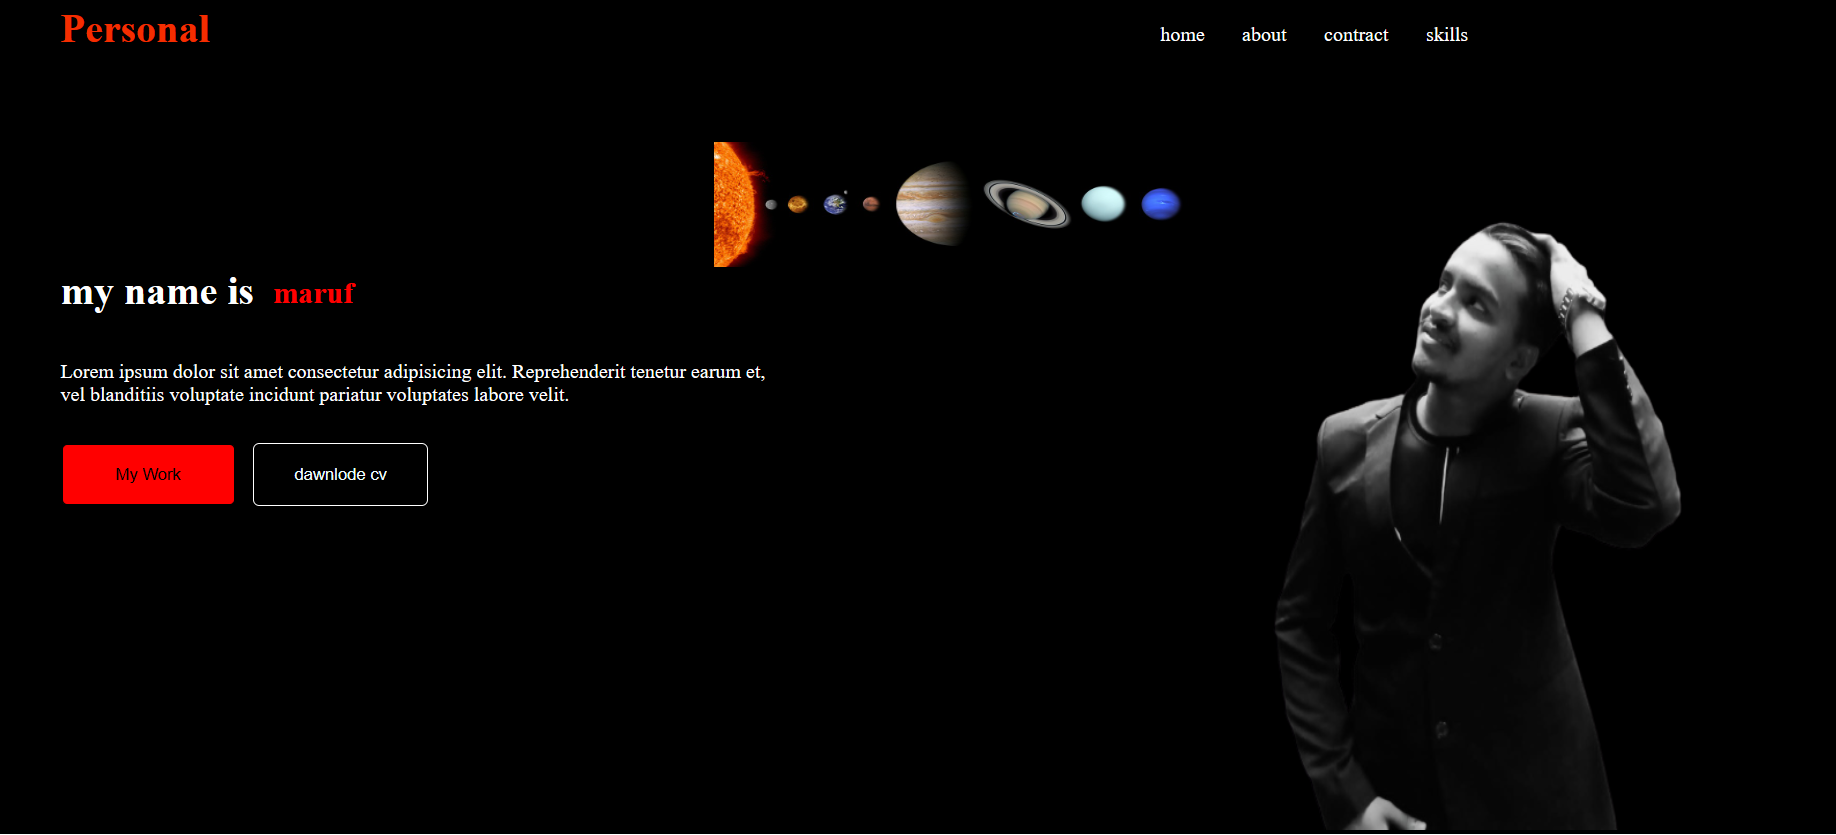 Personal
home about contract skills
my name is maruf
Lorem ipsum dolor sit amet consectetur adipisicing elit. Reprehenderit tenetur earum et,
vel blanditiis voluptate incidunt pariatur voluptates labore velit.
My Work
dawnlode cv